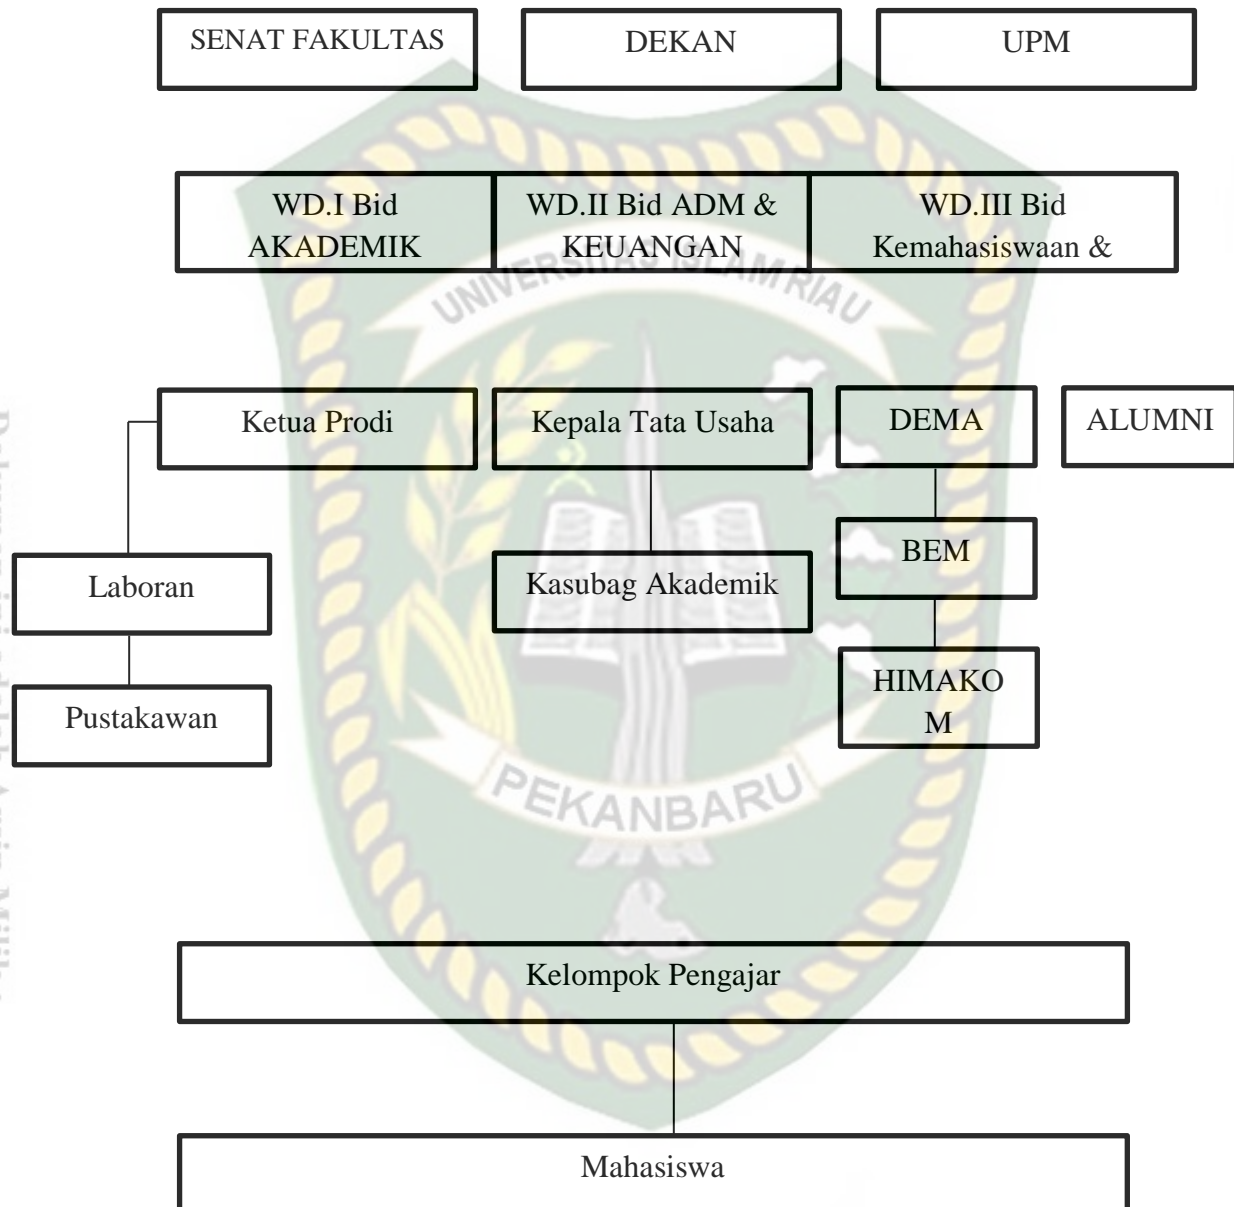 SENAT FAKULTAS
DEKAN
UPM
WD.I Bid
AKADEMIK
WD.II Bid ADM &
KEUANGAN
WD.III Bid
Kemahasiswaan &
UNIVERSITAS ISLAM RIAU
Ketua Prodi
Kepala Tata Usaha
DEMA
ALUMNI
Laboran
Kasubag Akademik
BEM
Pustakawan
HIMAKO
M
PEKANBARU
Kelompok Pengajar
Mahasiswa